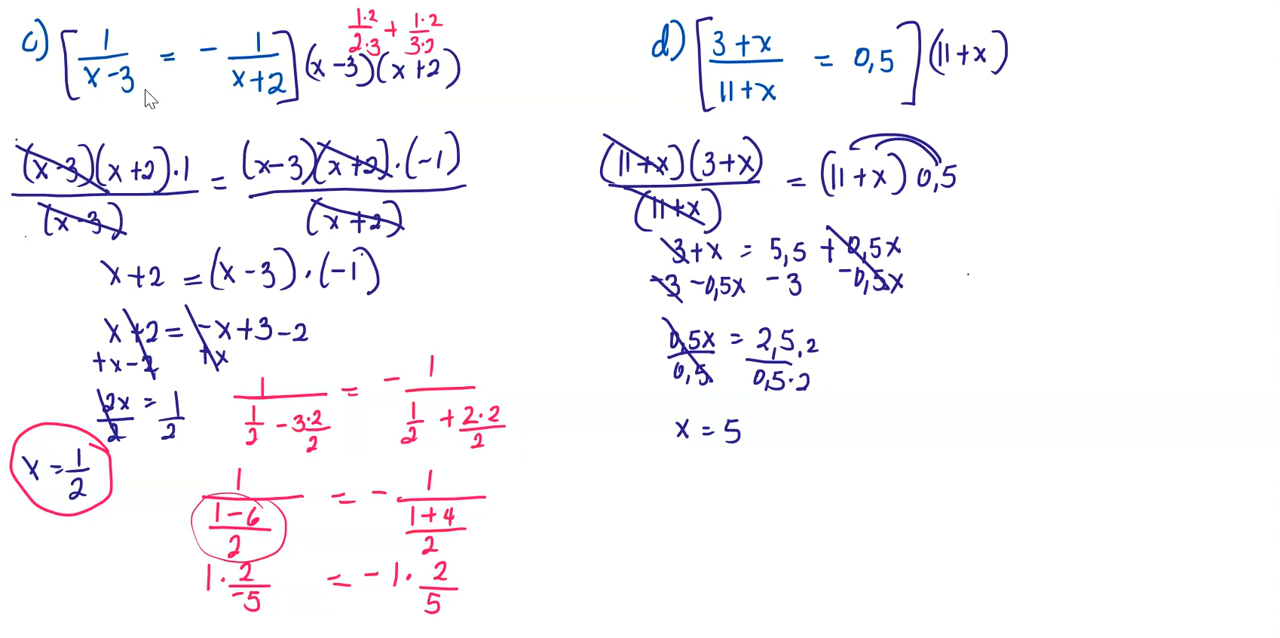 c) [1/(x-3) = - 1/(x+2)] (x-3)(x+2)
1·2/2·3 + 1·2/3·2
(x-3)(x+2)·1/(x-3) = (x-3)(x+2)·(-1)/(x+2)
x+2 = (x-3)·(-1)
x+2 = -x+3-2
+x-2 +x
2x/2 = 1/2
x = 1/2
1/(1/2 - 3·2/2) = - 1/(1/2 + 2·2/2)
1/((1-6)/2) = - 1/((1+4)/2)
1· 2/-5 = -1· 2/5
d) [(3+x)/(11+x) = 0,5] (11+x)
(11+x)(3+x)/(11+x) = (11+x) 0,5
3+x = 5,5 + 0,5x
-3 -0,5x -3 -0,5x
0,5x/0,5 = 2,5·2/0,5·2
x = 5